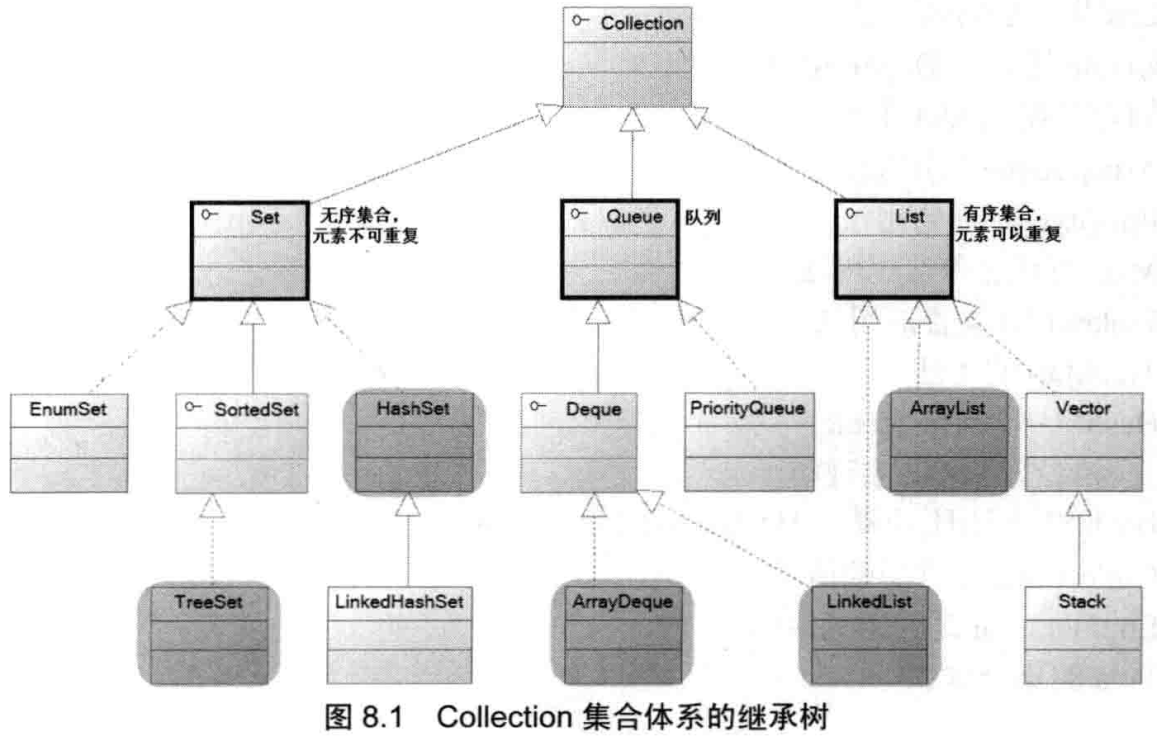 Collection
Set
无序集合，
元素不可重复
Queue
队列
List
有序集合，
元素可以重复
EnumSet
SortedSet
HashSet
Deque
PriorityQueue
ArrayList
Vector
TreeSet
LinkedHashSet
ArrayDeque
LinkedList
Stack
图 8.1 Collection 集合体系的继承树